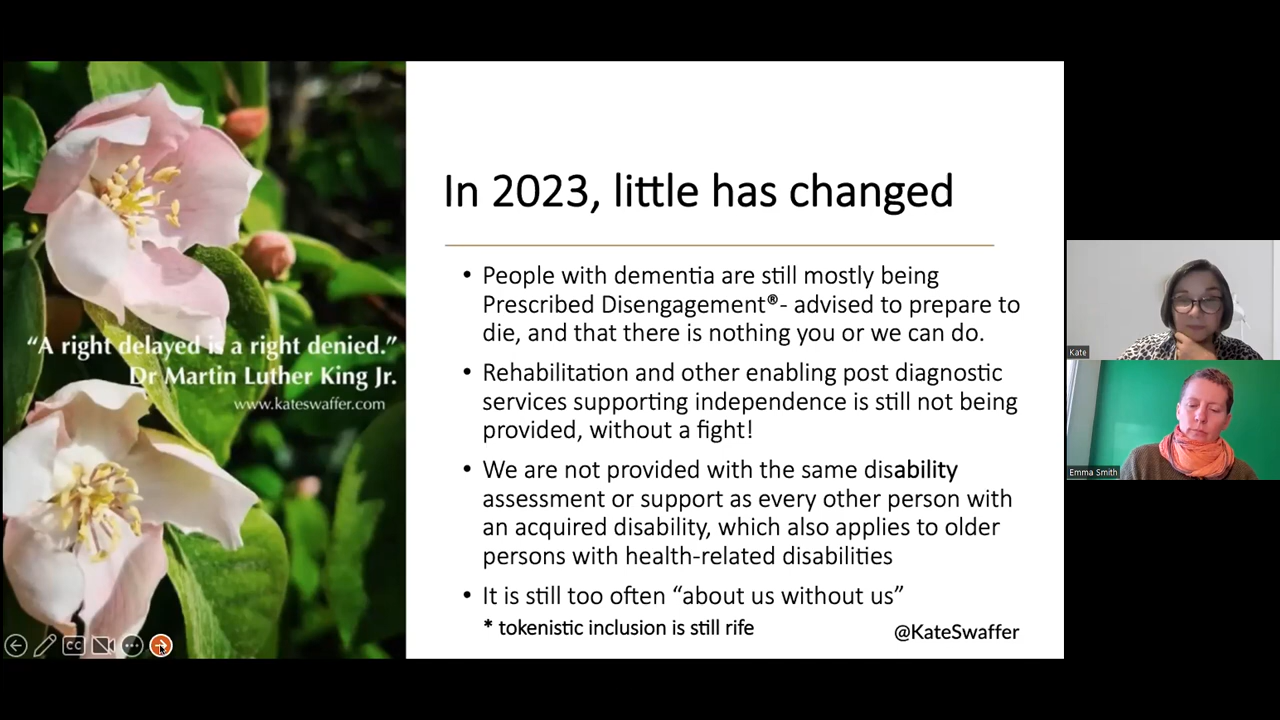 In 2023, little has changed
• People with dementia are still mostly being
Prescribed Disengagement®- advised to prepare to
die, and that there is nothing you or we can do.
• Rehabilitation and other enabling post diagnostic
services supporting independence is still not being
provided, without a fight!
• We are not provided with the same disability
assessment or support as every other person with
an acquired disability, which also applies to older
persons with health-related disabilities
• It is still too often “about us without us”
* tokenistic inclusion is still rife
@KateSwaffer
“A right delayed is a right denied.”
Dr Martin Luther King Jr.
www.kateswaffer.com
CC
Kate
Emma Smith